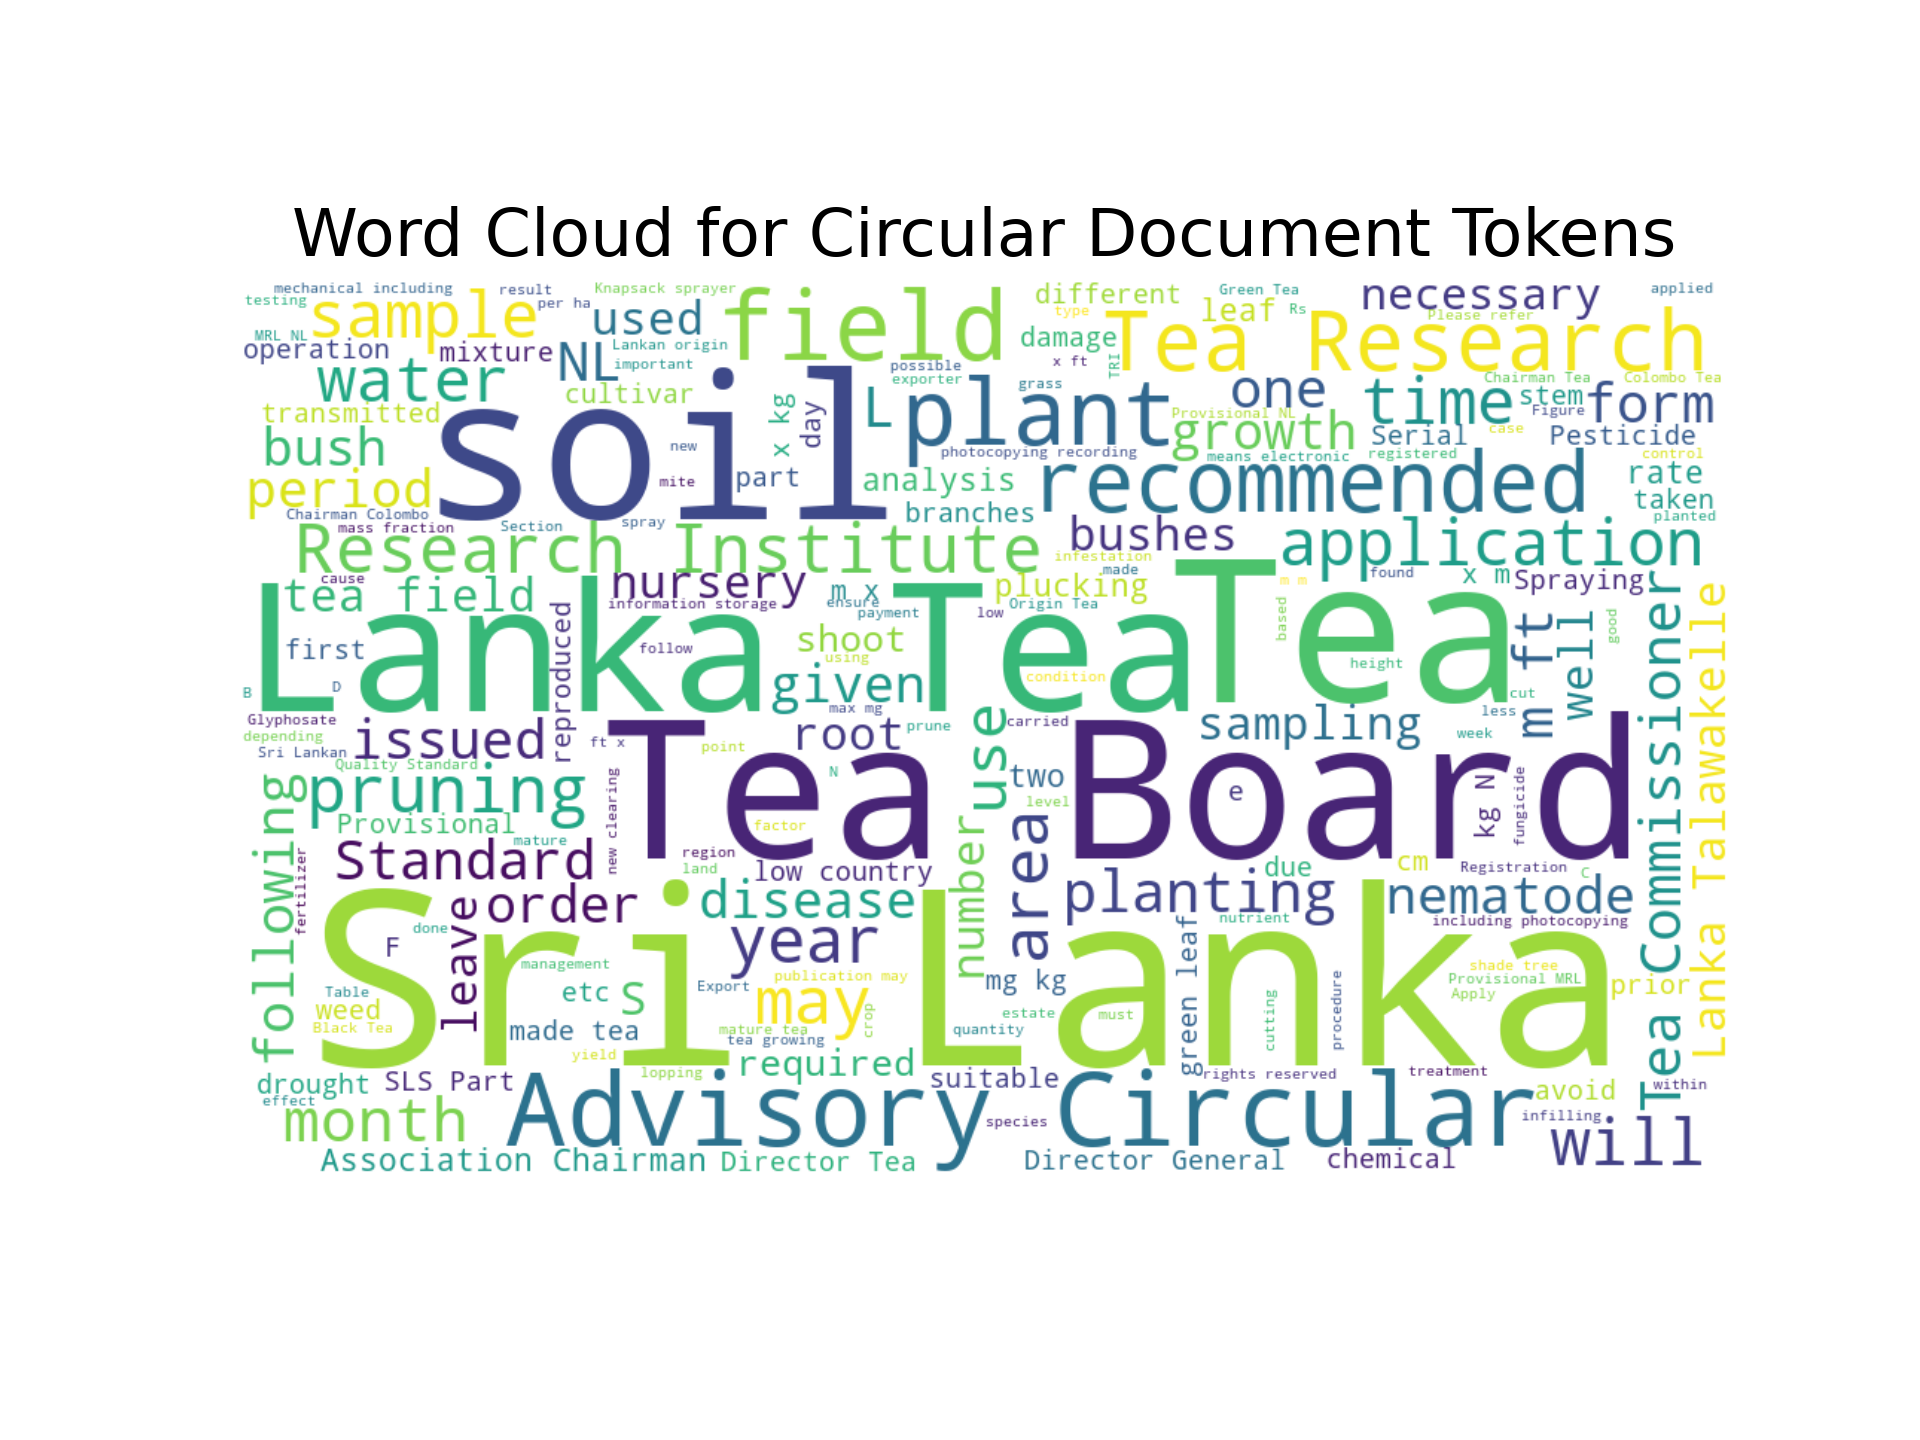 Word Cloud for Circular Document Tokens
mechanical including
result
Knapsack sprayer
field
different
Green Tea
necessary
applied
testing
sample
per ha
used
type
leaf
Rs
Please refer
MRL NL
operation
mixture
NL
Lankan origin
important
damage
Tea Research
water
cultivar
possible
exporter
x ft
TRI
grass
one
time
Chairman Tea
stem
Colombo Tea
transmitted
soil
x kg
day
L
plant
Provisional NL
growth
Figure
form
bush
new
photocopying recording
means electronic
Serial
registered
case
Pesticide
control
period
mite
part
analysis
recommended
rate
taken
Chairman Colombo
mass fraction
Section
spray
branches
bushes
planted
Research Institute
infestation
application
cause
tea field
nursery
information storage
m x
ensure
payment
low
plucking
made
Origin Tea
m m
found
x m
Spraying
Lanka Tea
Tea
first
reproduced
follow
shoot
using
given
condition
based
height
m ft
well
good
Tea Commissioner
Lanka Talawakelle
B
D
max mg
cut
less
Glyphosate
depending
Sri Lankan
issued
ft x
point
root
prune
carried
sampling
week
Quality Standard
pruning
new clearing
Tea Board
N
use
two
level
e
kg N
fungicide
following
Provisional
mature
factor
number
area
Standard
region
land
low country
due
cm
Registration
C
fertilizer
order
leave
disease
planting
nematode
Sri Lanka
F
done
year
nutrient
including photocopying
management
publication may
mg kg
green leaf
shade tree
Provisional MRL
Apply
prior
Table
weed
Black Tea
etc
S
Export
may
crop
estate
must
quantity
cutting
procedure
made tea
mature tea
tea growing
yield
required
drought
SLS Part
lopping
suitable
rights reserved
treatment
avoid
within
effect
month
Advisory Circular
species
infilling
will
Association Chairman
Director Tea
Director General
chemical